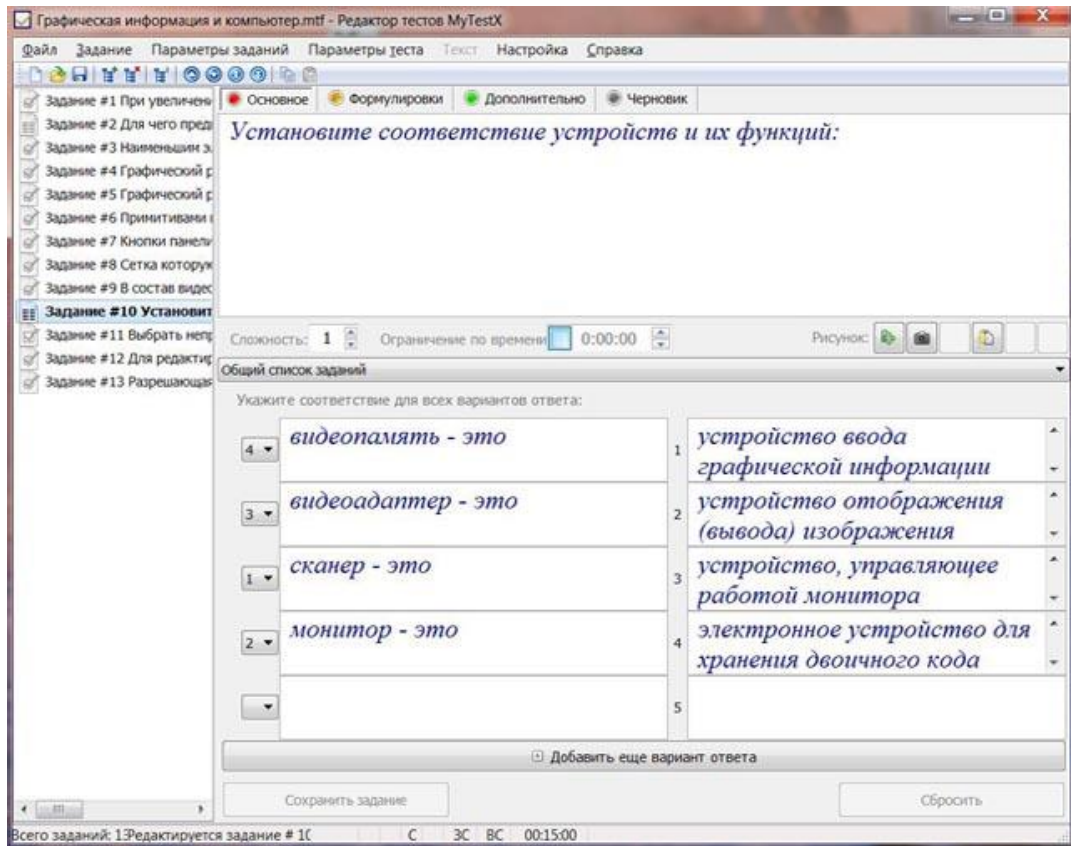 Графическая информация и компьютер.mtf - Редактор тестов MyTestX
Файл Задание Параметры заданий Параметры теста Текст Настройка Справка
Основное Формулировки Дополнительно Черновик
Задание #1 При увеличени
Задание #2 Для чего пред
Задание #3 Наименьшим э
Задание #4 Графический р
Задание #5 Графический р
Задание #6 Примитивами
Задание #7 Кнопки панели
Задание #8 Сетка которую
Задание #9 В состав видео
Задание #10 Установит
Задание #11 Выбрать непр
Задание #12 Для редактир
Задание #13 Разрешающая
Установите соответствие устройств и их функций:
Сложность: 1 Ограничение по времени 0:00:00 Рисунок:
Общий список заданий
Укажите соответствие для всех вариантов ответа:
4 видеопамять - это
1 устройство ввода
графической информации
3 видеоадаптер - это
2 устройство отображения
(вывода) изображения
1 сканер - это
3 устройство, управляющее
работой монитора
2 монитор - это
4 электронное устройство для
хранения двоичного кода
5
Добавить еще вариант ответа
Сохранить задание Сбросить
Всего заданий: 13 Редактируется задание # 10 С ЗС ВС 00:15:00